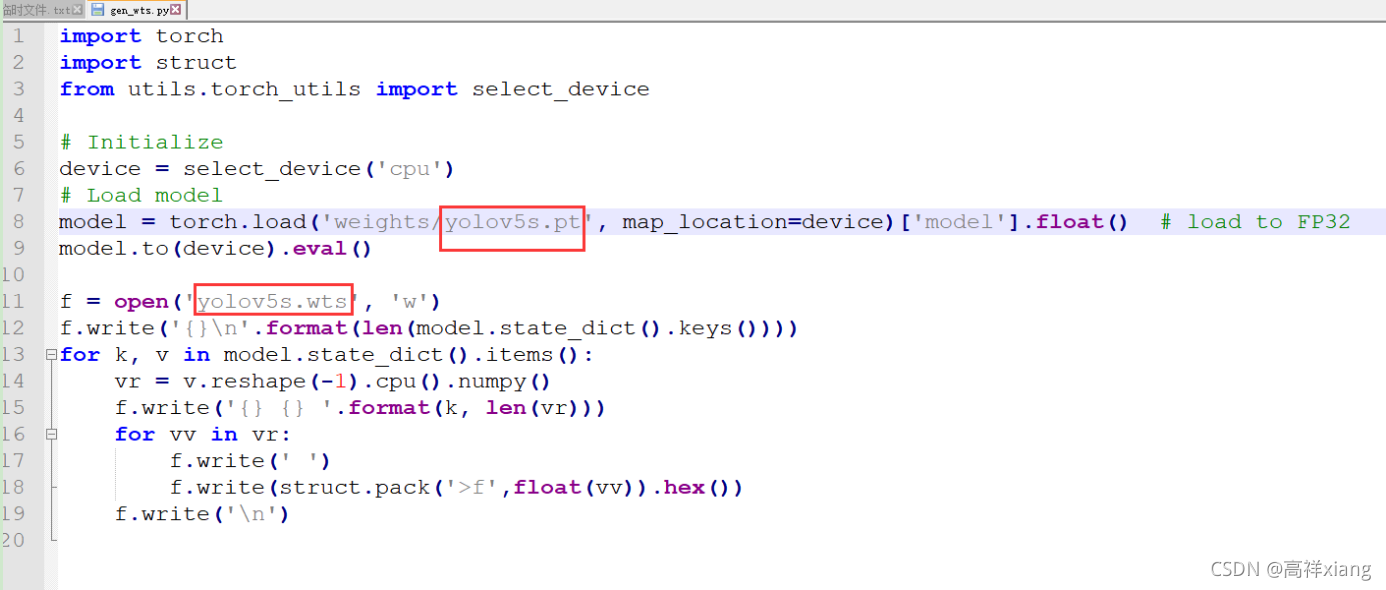 临时文件.txt gen_wts.py
1 import torch
2 import struct
3 from utils.torch_utils import select_device
4
5 # Initialize
6 device = select_device('cpu')
7 # Load model
8 model = torch.load('weights/yolov5s.pt', map_location=device)['model'].float()  # load to FP32
9 model.to(device).eval()
10
11 f = open('yolov5s.wts', 'w')
12 f.write('{}\n'.format(len(model.state_dict().keys())))
13 for k, v in model.state_dict().items():
14     vr = v.reshape(-1).cpu().numpy()
15     f.write('{} {} '.format(k, len(vr)))
16     for vv in vr:
17         f.write(' ')
18         f.write(struct.pack('>f',float(vv)).hex())
19     f.write('\n')
20
CSDN @高祥xiang